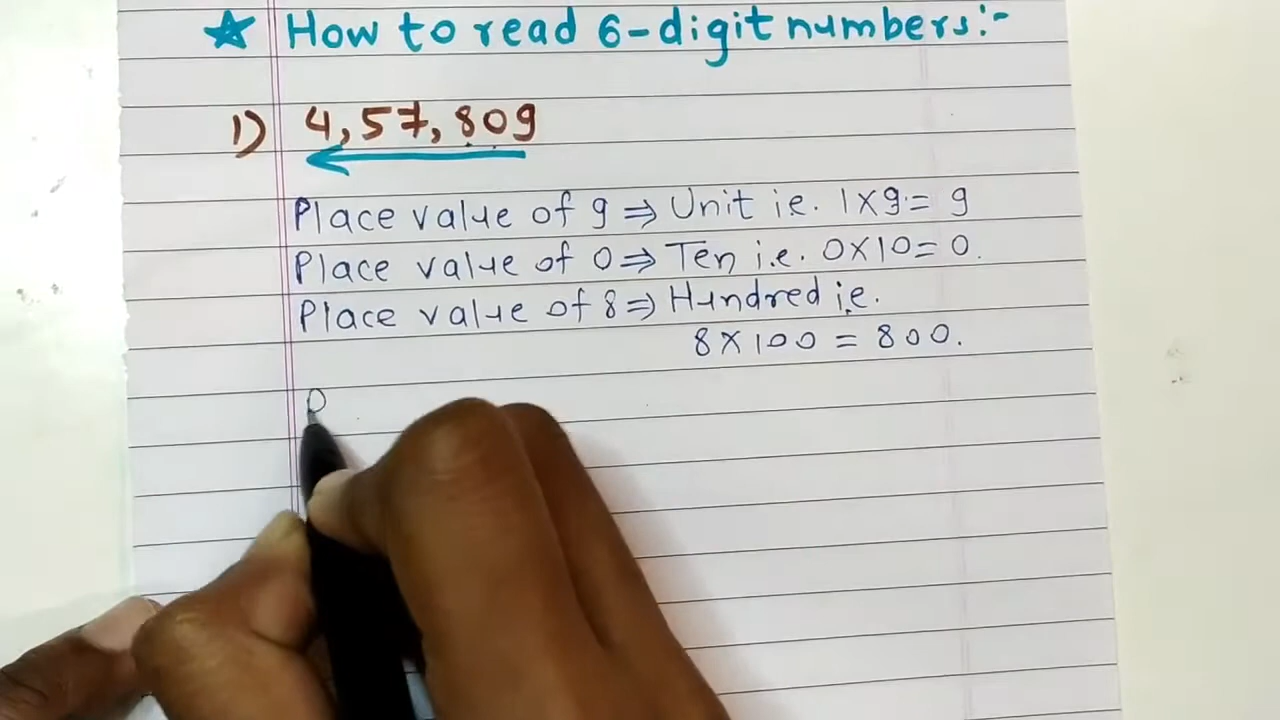 ☆ How to read 6-digit numbers:-
1) 4,57,809
Place value of 9 ⇒ Unit ie. 1×9 = 9
Place value of 0 ⇒ Ten i.e. 0×10 = 0.
Place value of 8 ⇒ Hundred i.e.
8×100 = 800.
P